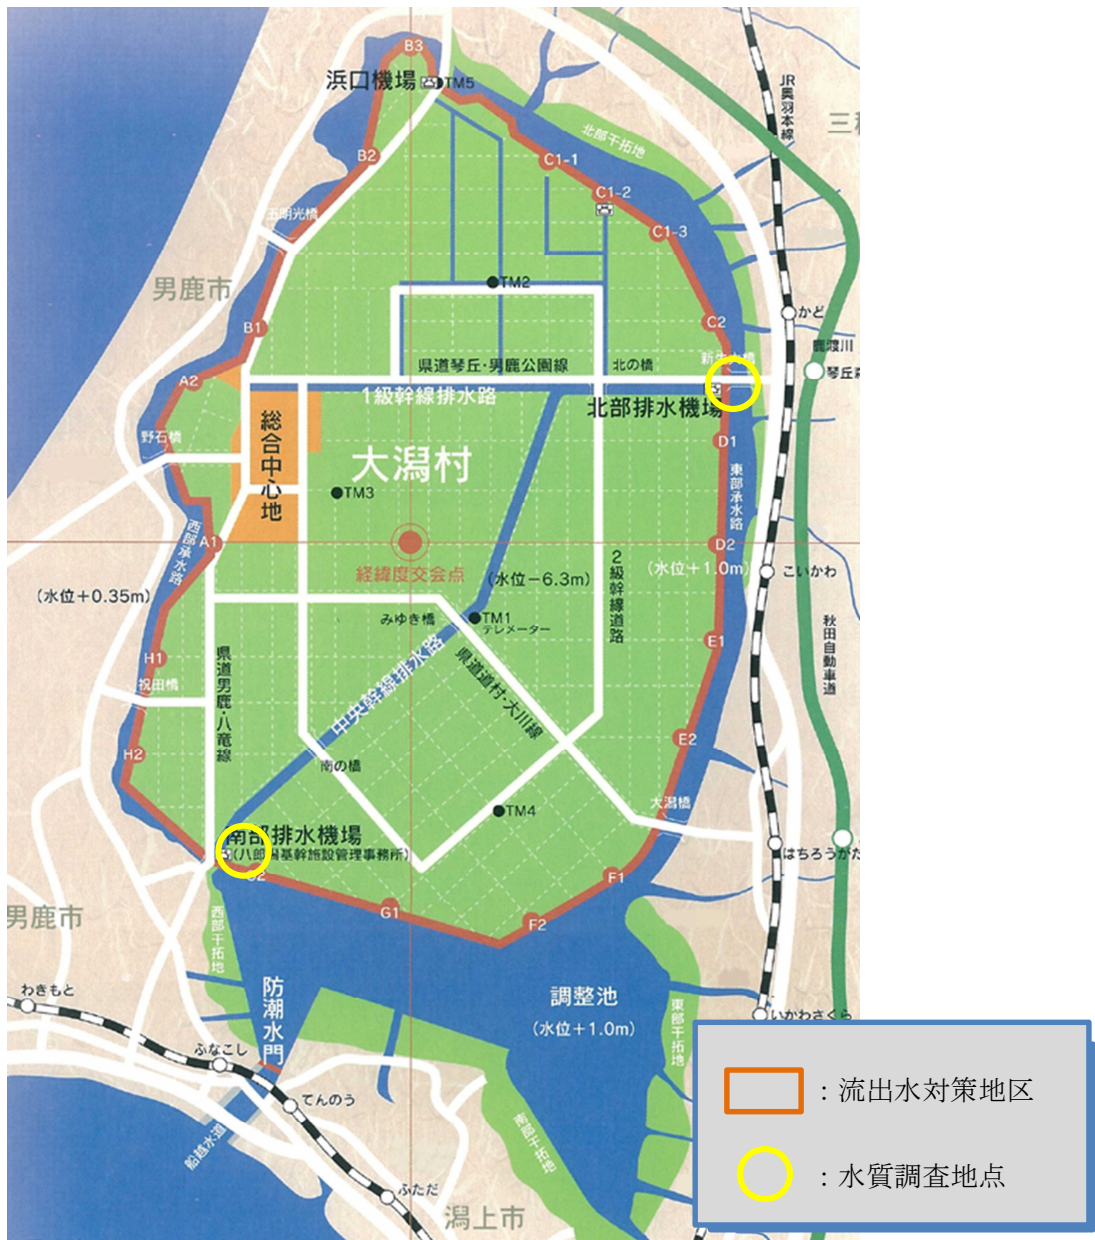 B3
浜口機場
TM5
JR奥羽本線
北部干拓地
C1-1
B2
C1-2
五明光橋
C1-3
男鹿市
TM2
かど
B1
C2
鹿渡川
県道琴丘・男鹿公園線
北の橋
A2
1級幹線排水路
北部排水機場
総合中心地
野石橋
D1
大潟村
東部承水路
TM3
西部承水路
A1
D2
経緯度交会点
(水位-6.3m)
2級幹線道路
(水位+1.0m)
こいかわ
(水位+0.35m)
みゆき橋
TM1
テレメーター
秋田自動車道
E1
H1
県道男鹿・八竜線
中央幹線排水路
県道道村・大川線
祝田橋
E2
H2
南の橋
大潟橋
TM4
南部排水機場
はちろうがた
F1
G1
F2
男鹿市
西部干拓地
わきもと
防潮水門
調整池
(水位+1.0m)
東部干拓地
いかわさくら
ふなこし
てんのう
船越水道
南部干拓地
ふただ
潟上市
:流出水対策地区
:水質調査地点